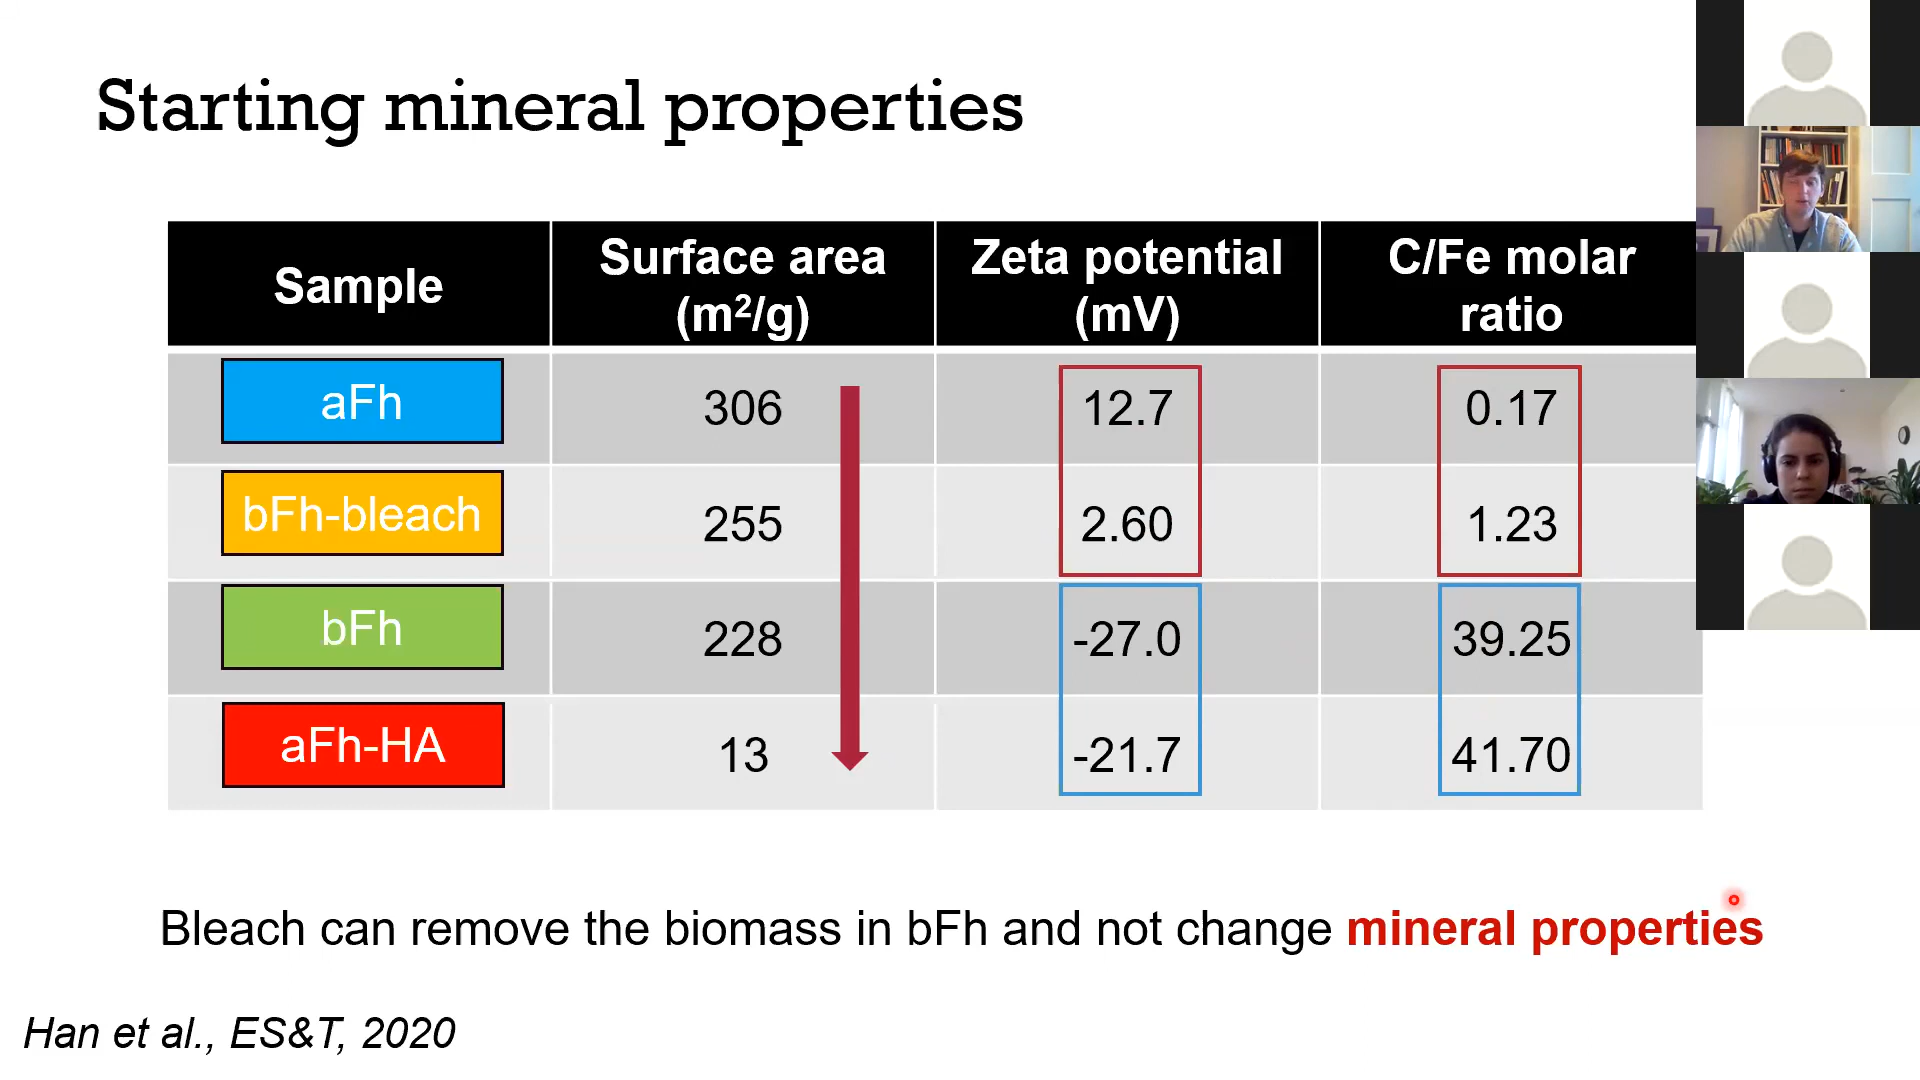 Starting mineral properties
Sample
Surface area
(m²/g)
Zeta potential
(mV)
C/Fe molar
ratio
aFh
306
12.7
0.17
bFh-bleach
255
2.60
1.23
bFh
228
-27.0
39.25
aFh-HA
13
-21.7
41.70
Bleach can remove the biomass in bFh and not change mineral properties
Han et al., ES&T, 2020